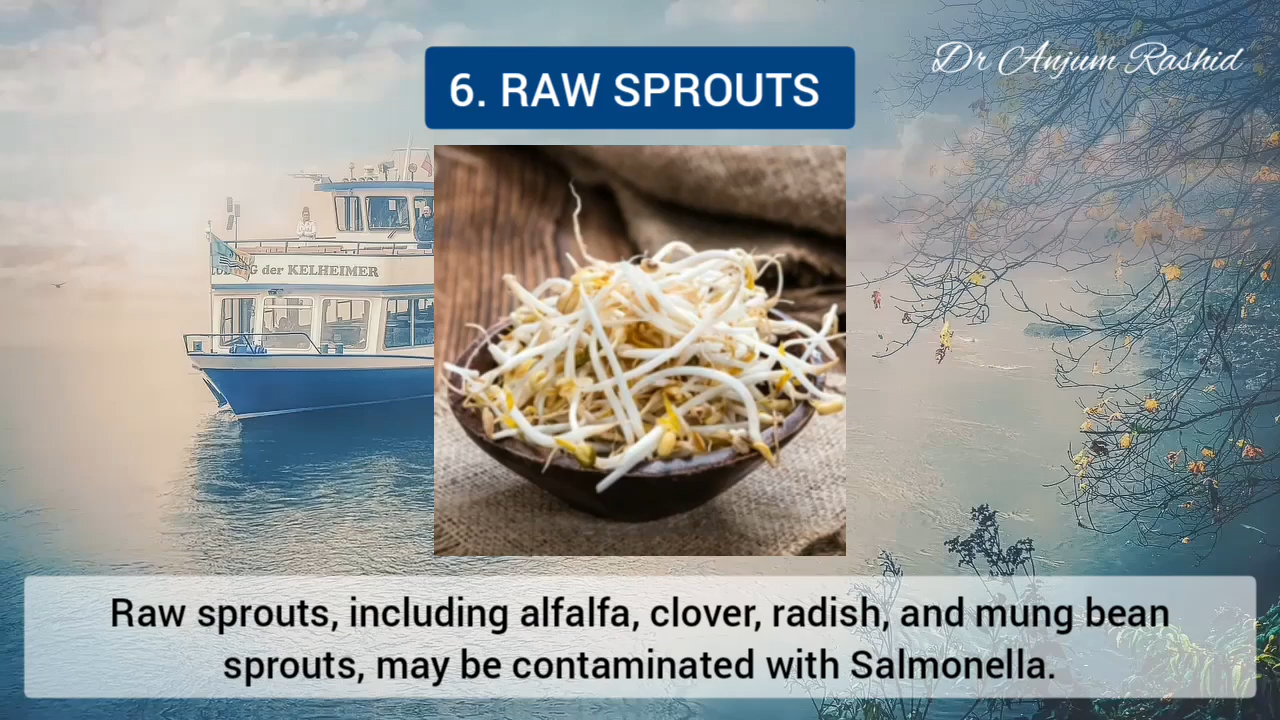 Dr Anjum Rashid
6. RAW SPROUTS
der KELHEIMER
Raw sprouts, including alfalfa, clover, radish, and mung bean
sprouts, may be contaminated with Salmonella.